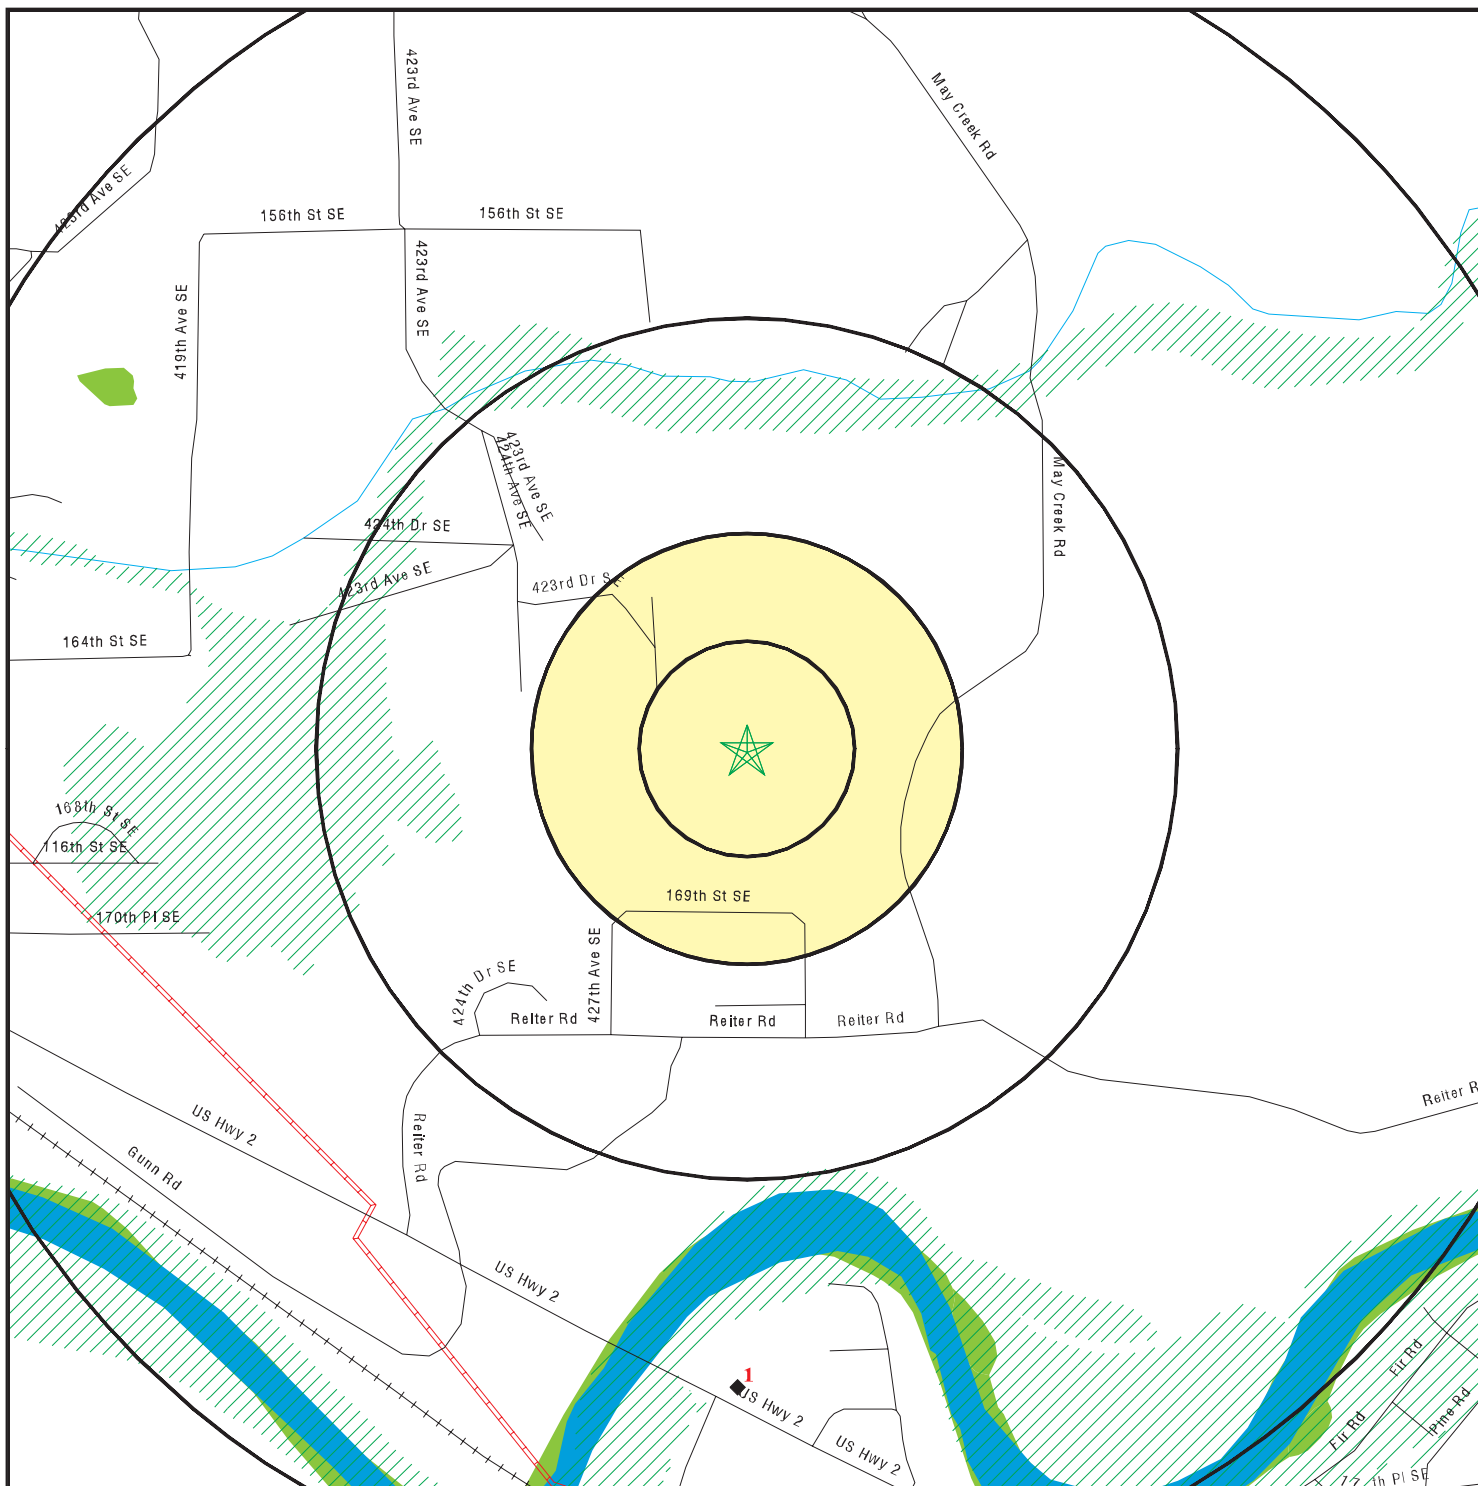 423rd Ave SE
May Creek Rd
423rd Ave SE
156th St SE
156th St SE
423rd Ave SE
419th Ave SE
423rd Ave SE
424th Ave SE
May Creek Rd
424th Dr SE
423rd Ave SE
423rd Dr SE
164th St SE
168th St SE
116th St SE
170th Pl SE
169th St SE
427th Ave SE
424th Dr SE
Reiter Rd
Reiter Rd
Reiter Rd
Reiter R
US Hwy 2
Reiter Rd
Gunn Rd
US Hwy 2
1
US Hwy 2
US Hwy 2
Fir Rd
Fir Rd
Pine Rd
th Pl SE